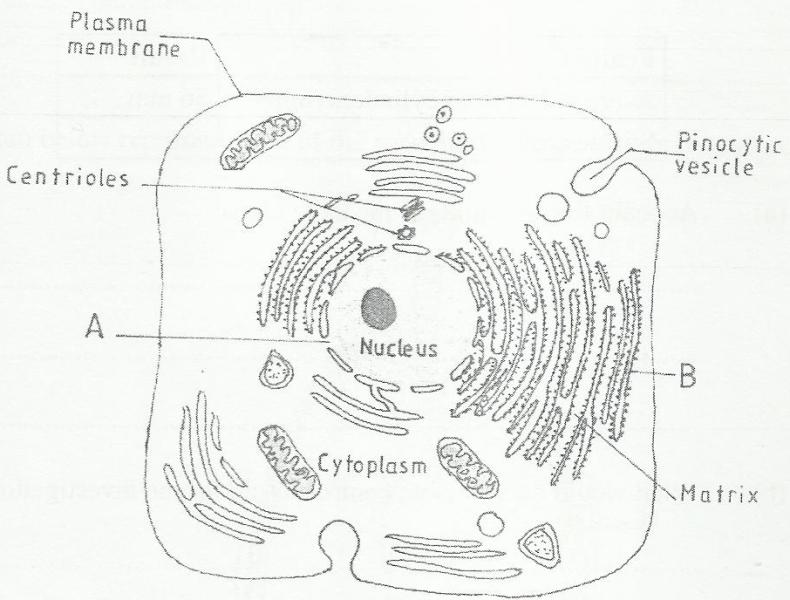 Plasma
membrane
Pinocytic
vesicle
Centrioles
A
Nucleus
B
Cytoplasm
Matrix